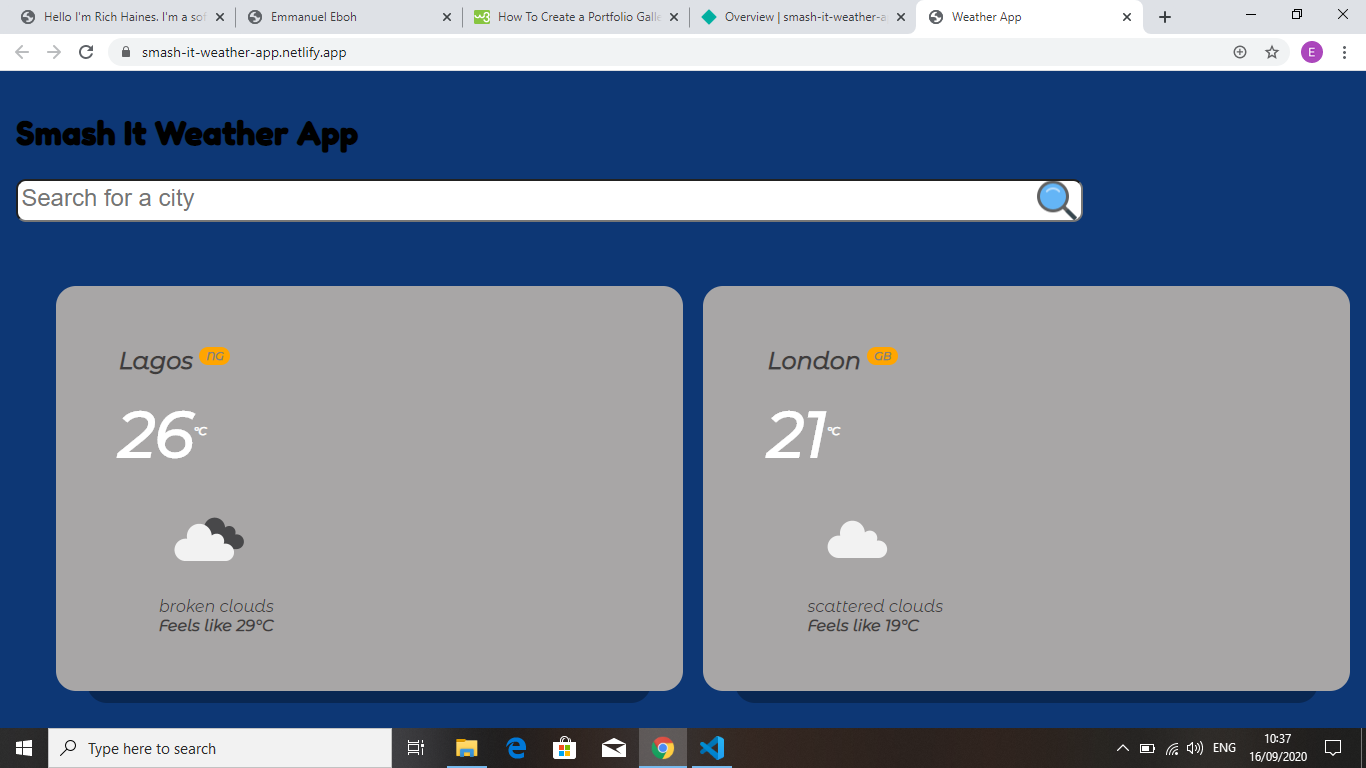 Hello I'm Rich Haines. I'm a sof
Emmanuel Eboh
How To Create a Portfolio Galle
Overview | smash-it-weather-a
Weather App
smash-it-weather-app.netlify.app
E
Smash It Weather App
Search for a city
Lagos NG
26°C
broken clouds
Feels like 29°C
London GB
21°C
scattered clouds
Feels like 19°C
Type here to search
ENG
10:37
16/09/2020